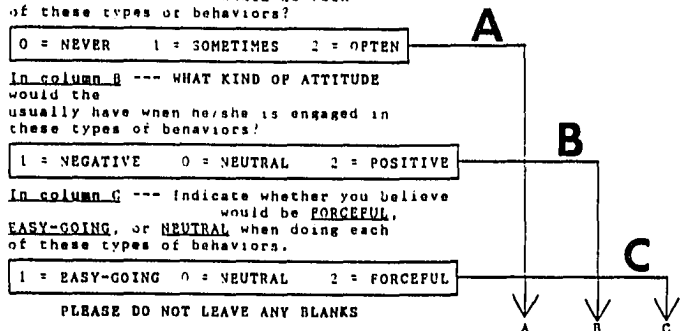 of these types of behaviors?
A
0 = NEVER 1 = SOMETIMES 2 = OFTEN
In column B --- WHAT KIND OF ATTITUDE
would the
usually have when he/she is engaged in
these types of behaviors?
B
1 = NEGATIVE 0 = NEUTRAL 2 = POSITIVE
In column C --- Indicate whether you believe
would be FORCEFUL,
EASY-GOING, or NEUTRAL when doing each
of these types of behaviors.
C
1 = EASY-GOING 0 = NEUTRAL 2 = FORCEFUL
PLEASE DO NOT LEAVE ANY BLANKS
A B C